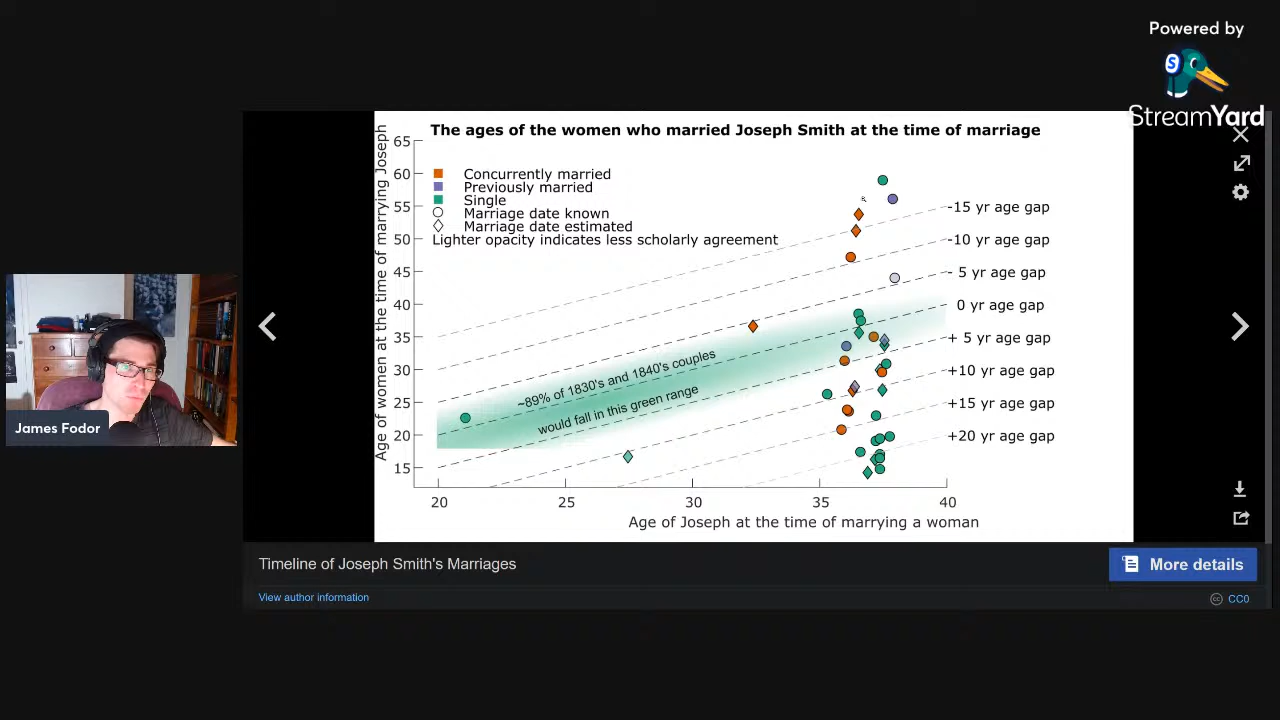 Powered by
S
StreamYard
The ages of the women who married Joseph Smith at the time of marriage
Age of women at the time of marrying Joseph
65
60
55
50
45
40
35
30
25
20
15
Concurrently married
Previously married
Single
Marriage date known
Marriage date estimated
Lighter opacity indicates less scholarly agreement
-15 yr age gap
-10 yr age gap
- 5 yr age gap
0 yr age gap
+ 5 yr age gap
+10 yr age gap
+15 yr age gap
+20 yr age gap
~89% of 1830's and 1840's couples
would fall in this green range
20 25 30 35 40
Age of Joseph at the time of marrying a woman
James Fodor
Timeline of Joseph Smith's Marriages
More details
View author information
cc CC0